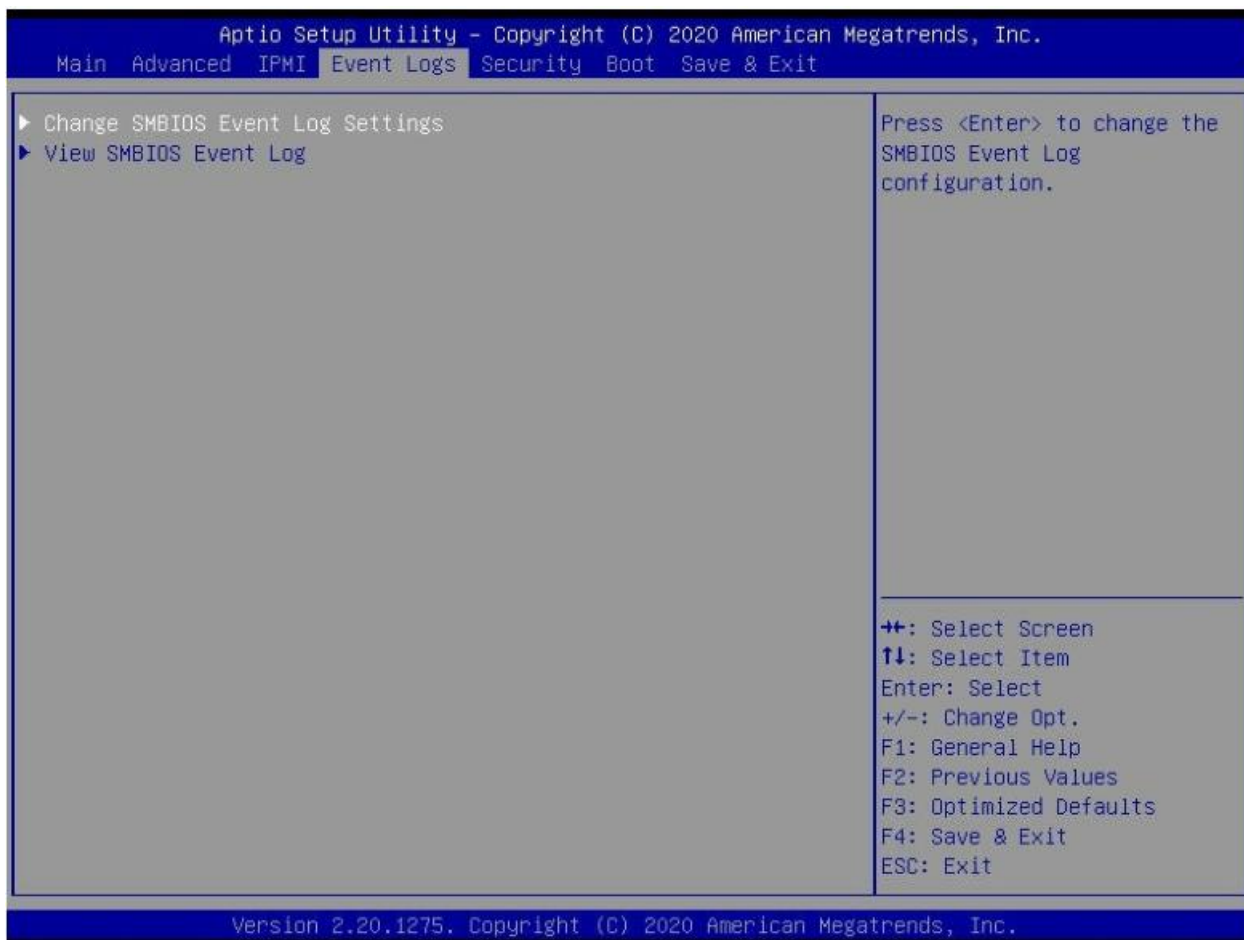 Aptio Setup Utility – Copyright (C) 2020 American Megatrends, Inc.
Main Advanced IPMI Event Logs Security Boot Save & Exit
▶ Change SMBIOS Event Log Settings
▶ View SMBIOS Event Log
Press <Enter> to change the
SMBIOS Event Log
configuration.
→←: Select Screen
↑↓: Select Item
Enter: Select
+/-: Change Opt.
F1: General Help
F2: Previous Values
F3: Optimized Defaults
F4: Save & Exit
ESC: Exit
Version 2.20.1275. Copyright (C) 2020 American Megatrends, Inc.